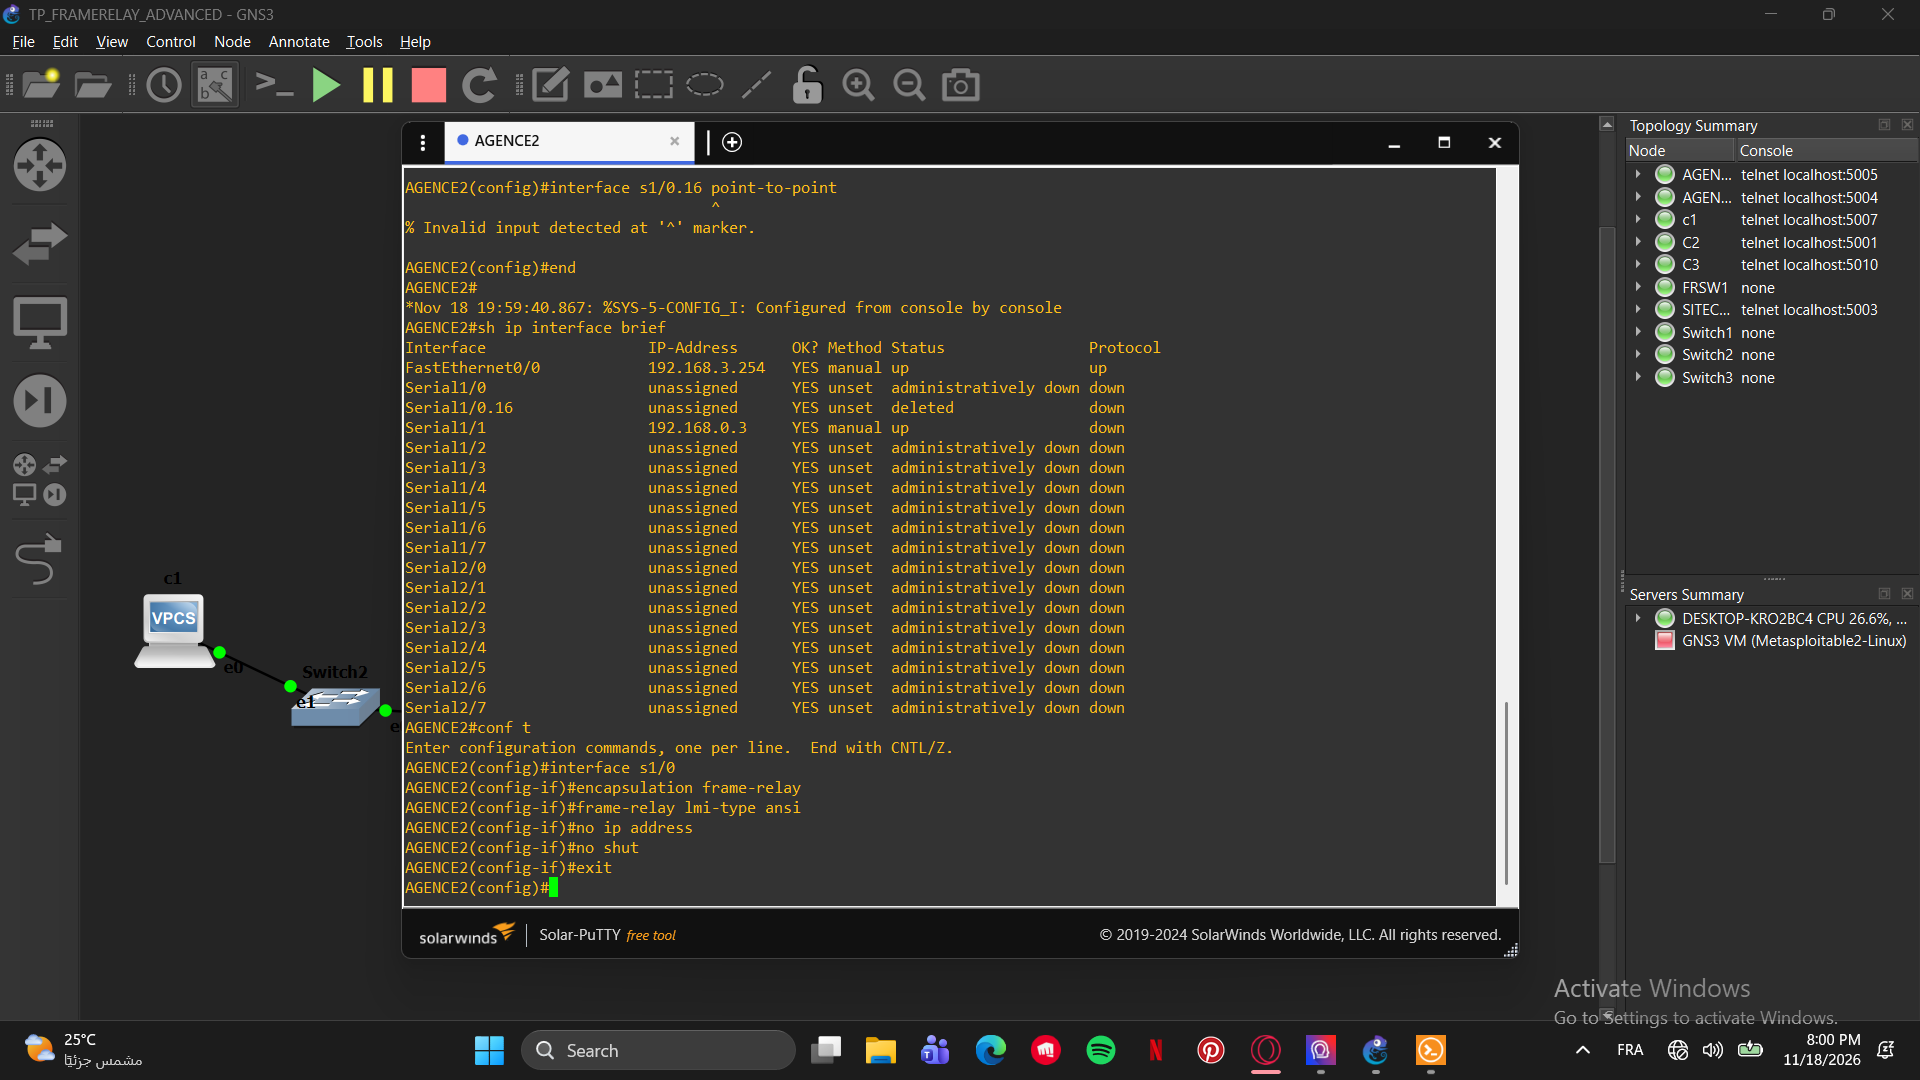 TP_FRAMERELAY_ADVANCED - GNS3
File Edit View Control Node Annotate Tools Help
AGENCE2
AGENCE2(config)#interface s1/0.16 point-to-point
^
% Invalid input detected at '^' marker.
AGENCE2(config)#end
AGENCE2#
*Nov 18 19:59:40.867: %SYS-5-CONFIG_I: Configured from console by console
AGENCE2#sh ip interface brief
Interface IP-Address OK? Method Status Protocol
FastEthernet0/0 192.168.3.254 YES manual up up
Serial1/0 unassigned YES unset administratively down down
Serial1/0.16 unassigned YES unset deleted down
Serial1/1 192.168.0.3 YES manual up down
Serial1/2 unassigned YES unset administratively down down
Serial1/3 unassigned YES unset administratively down down
Serial1/4 unassigned YES unset administratively down down
Serial1/5 unassigned YES unset administratively down down
Serial1/6 unassigned YES unset administratively down down
Serial1/7 unassigned YES unset administratively down down
Serial2/0 unassigned YES unset administratively down down
Serial2/1 unassigned YES unset administratively down down
Serial2/2 unassigned YES unset administratively down down
Serial2/3 unassigned YES unset administratively down down
Serial2/4 unassigned YES unset administratively down down
Serial2/5 unassigned YES unset administratively down down
Serial2/6 unassigned YES unset administratively down down
Serial2/7 unassigned YES unset administratively down down
AGENCE2#conf t
Enter configuration commands, one per line. End with CNTL/Z.
AGENCE2(config)#interface s1/0
AGENCE2(config-if)#encapsulation frame-relay
AGENCE2(config-if)#frame-relay lmi-type ansi
AGENCE2(config-if)#no ip address
AGENCE2(config-if)#no shut
AGENCE2(config-if)#exit
AGENCE2(config)#
solarwinds Solar-PuTTY free tool © 2019-2024 SolarWinds Worldwide, LLC. All rights reserved.
c1
VPCS
e0
Switch2
e1
e
Topology Summary
Node Console
AGEN... telnet localhost:5005
AGEN... telnet localhost:5004
c1 telnet localhost:5007
C2 telnet localhost:5001
C3 telnet localhost:5010
FRSW1 none
SITEC... telnet localhost:5003
Switch1 none
Switch2 none
Switch3 none
Servers Summary
DESKTOP-KRO2BC4 CPU 26.6%, ...
GNS3 VM (Metasploitable2-Linux)
Activate Windows
Go to Settings to activate Windows.
25°C
مشمس جزئيًا
Search
FRA
8:00 PM
11/18/2026